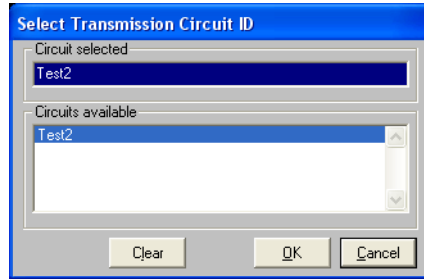 Select Transmission Circuit ID
Circuit selected
Test2
Circuits available
Test2
Clear OK Cancel